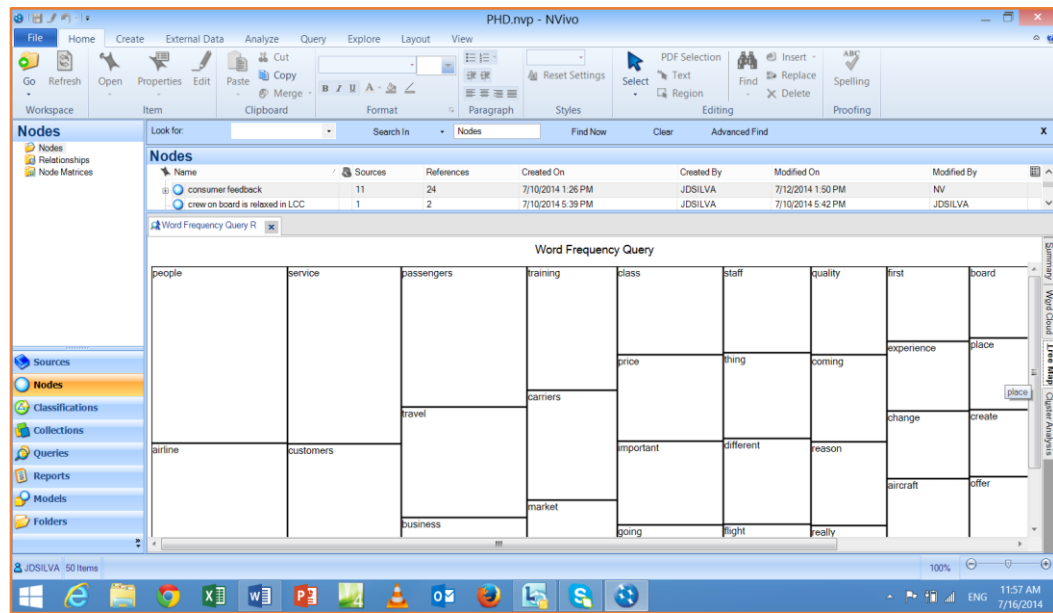 PHD.nvp - NVivo
File Home Create External Data Analyze Query Explore Layout View
Go Refresh Open Properties Edit Paste Cut Copy Merge
B I U A
Reset Settings
Select PDF Selection Text Region Find Insert Replace Delete
ABC Spelling
Workspace Item Clipboard Format Paragraph Styles Editing Proofing
Nodes
Nodes
Relationships
Node Matrices
Look for: Search In Nodes Find Now Clear Advanced Find X
Nodes
Name / Sources References Created On Created By Modified On Modified By
consumer feedback 11 24 7/10/2014 1:26 PM JDSILVA 7/12/2014 1:50 PM NV
crew on board is relaxed in LCC 1 2 7/10/2014 5:39 PM JDSILVA 7/10/2014 5:42 PM JDSILVA
Word Frequency Query R x
Word Frequency Query
people service passengers training class staff quality first board
experience place
price thing coming
place
carriers
travel change create
airline customers important different reason
aircraft offer
market
business going flight really
Summary
Word Cloud
Tree Map
Cluster Analysis
Sources
Nodes
Classifications
Collections
Queries
Reports
Models
Folders
JDSILVA 50 Items 100%
ENG 11:57 AM
7/16/2014